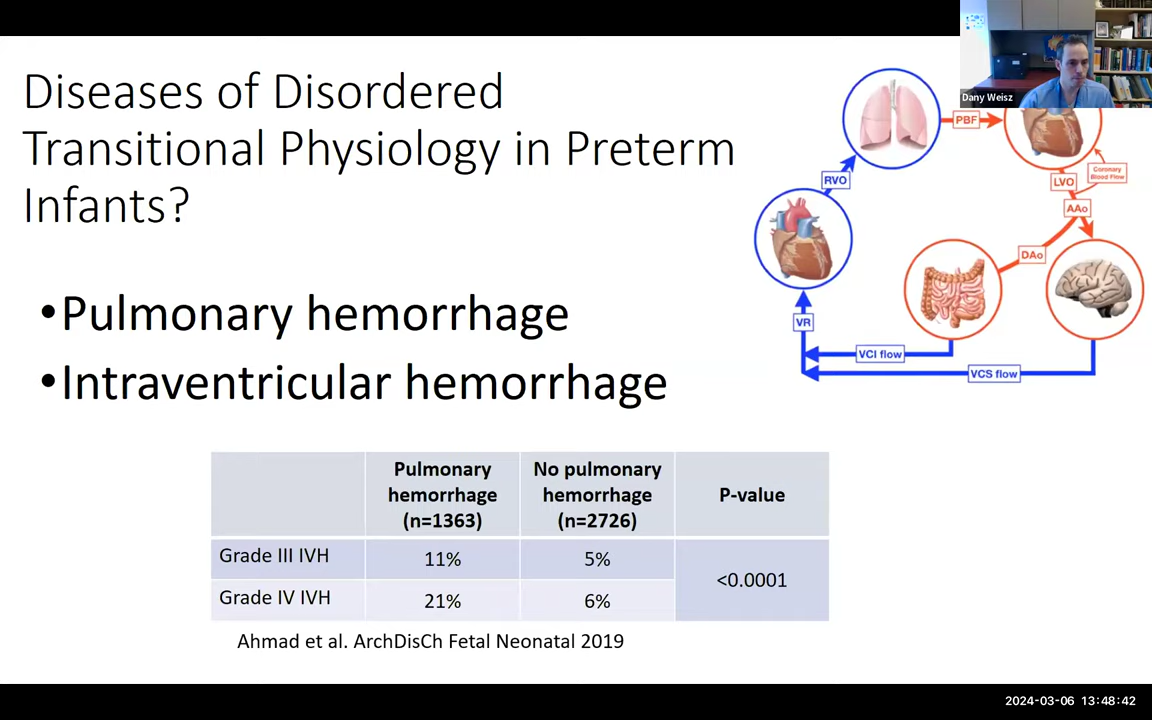 Diseases of Disordered
Transitional Physiology in Preterm
Infants?
•Pulmonary hemorrhage
•Intraventricular hemorrhage
Dany Weisz
PBF
RVO
LVO
Coronary
Blood Flow
AAo
DAo
VR
VCI flow
VCS flow
Pulmonary
hemorrhage
(n=1363)
No pulmonary
hemorrhage
(n=2726)
P-value
Grade III IVH
11%
5%
<0.0001
Grade IV IVH
21%
6%
Ahmad et al. ArchDisCh Fetal Neonatal 2019
2024-03-06 13:48:42